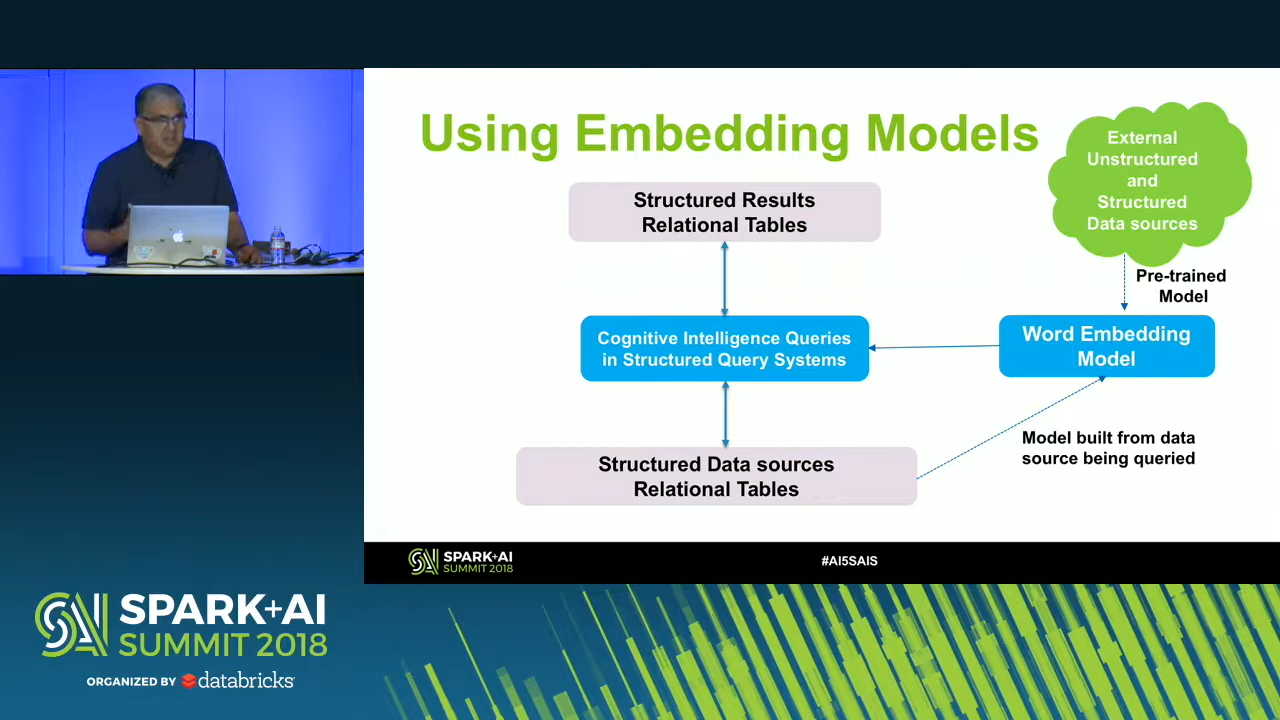 Using Embedding Models
External
Unstructured
and
Structured
Data sources
Structured Results
Relational Tables
Pre-trained
Model
Cognitive Intelligence Queries
in Structured Query Systems
Word Embedding
Model
Model built from data
source being queried
Structured Data sources
Relational Tables
SPARK+AI
SUMMIT 2018
#AI5SAIS
SPARK+AI
SUMMIT 2018
ORGANIZED BY databricks